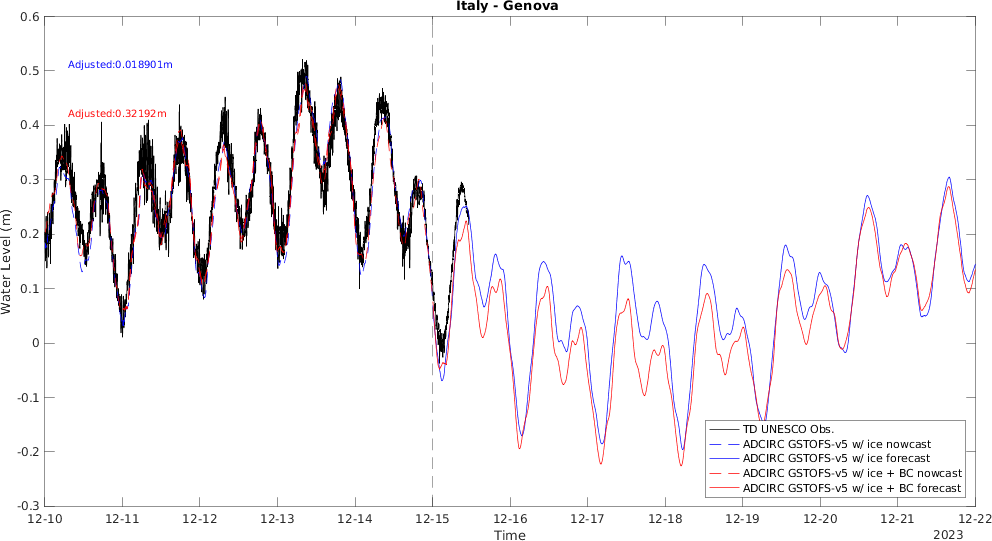 Italy - Genova
0.6
0.5
0.4
0.3
0.2
0.1
0
-0.1
-0.2
-0.3
Water Level (m)
Adjusted:0.018901m
Adjusted:0.32192m
TD UNESCO Obs.
ADCIRC GSTOFS-v5 w/ ice nowcast
ADCIRC GSTOFS-v5 w/ ice forecast
ADCIRC GSTOFS-v5 w/ ice + BC nowcast
ADCIRC GSTOFS-v5 w/ ice + BC forecast
12-10 12-11 12-12 12-13 12-14 12-15 12-16 12-17 12-18 12-19 12-20 12-21 12-22
Time
2023